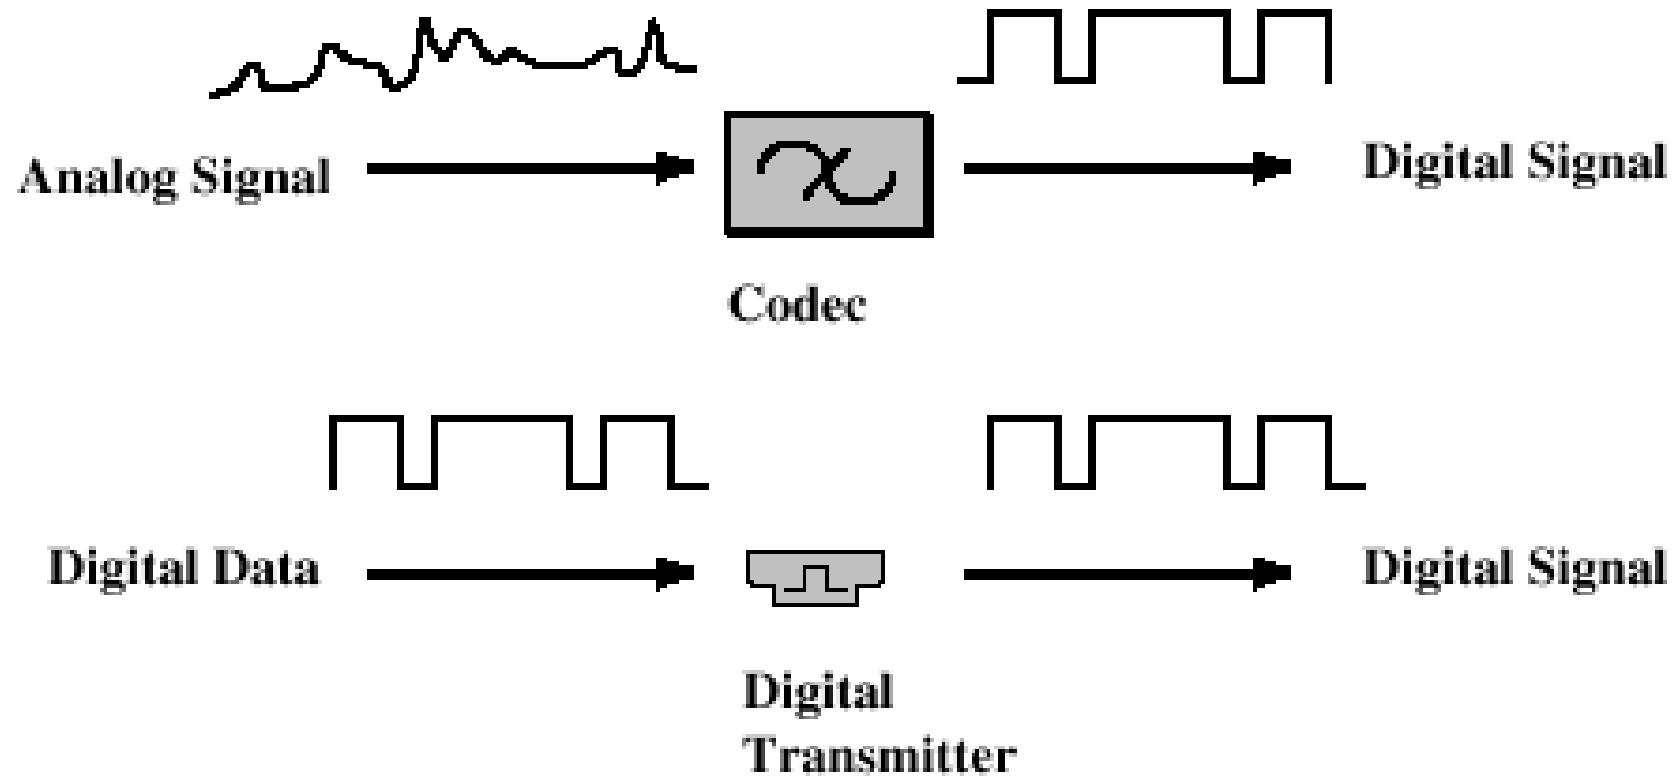 Analog Signal
Digital Signal
Codec
Digital Data
Digital Signal
Digital
Transmitter